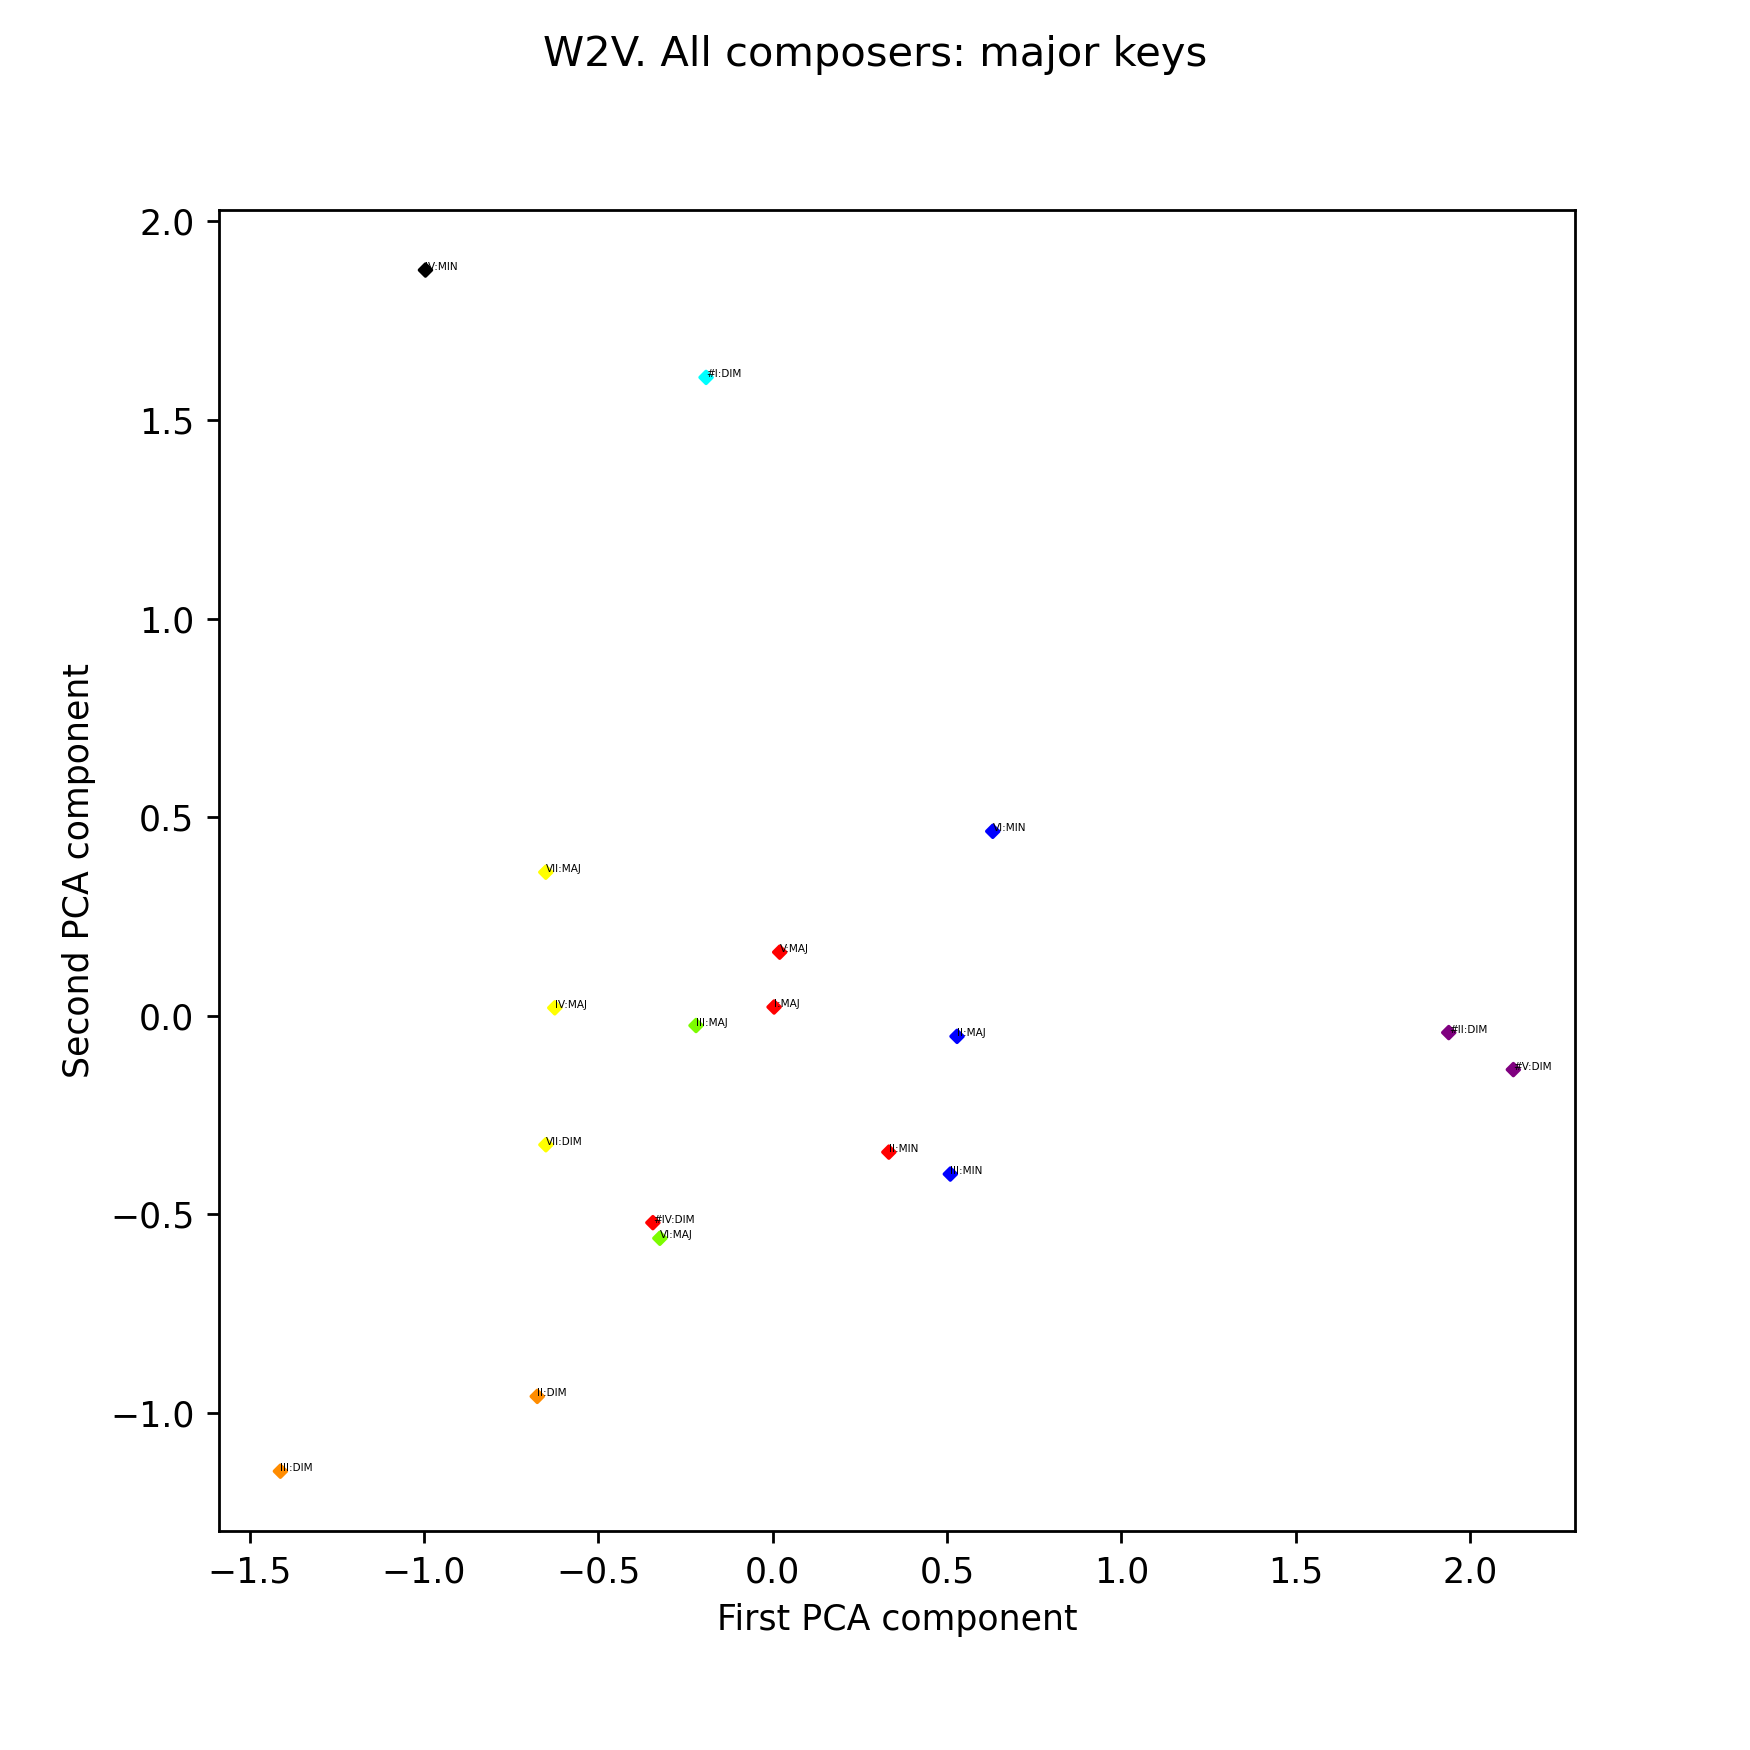 W2V. All composers: major keys
2.0
V:MIN
#I:DIM
1.5
1.0
0.5
VI:MIN
VII:MAJ
V:MAJ
0.0
IV:MAJ
I:MAJ
III:MAJ
II:MAJ
#II:DIM
#V:DIM
VII:DIM
II:MIN
III:MIN
−0.5
#IV:DIM
VI:MAJ
−1.0
II:DIM
III:DIM
−1.5 −1.0 −0.5 0.0 0.5 1.0 1.5 2.0
First PCA component
Second PCA component